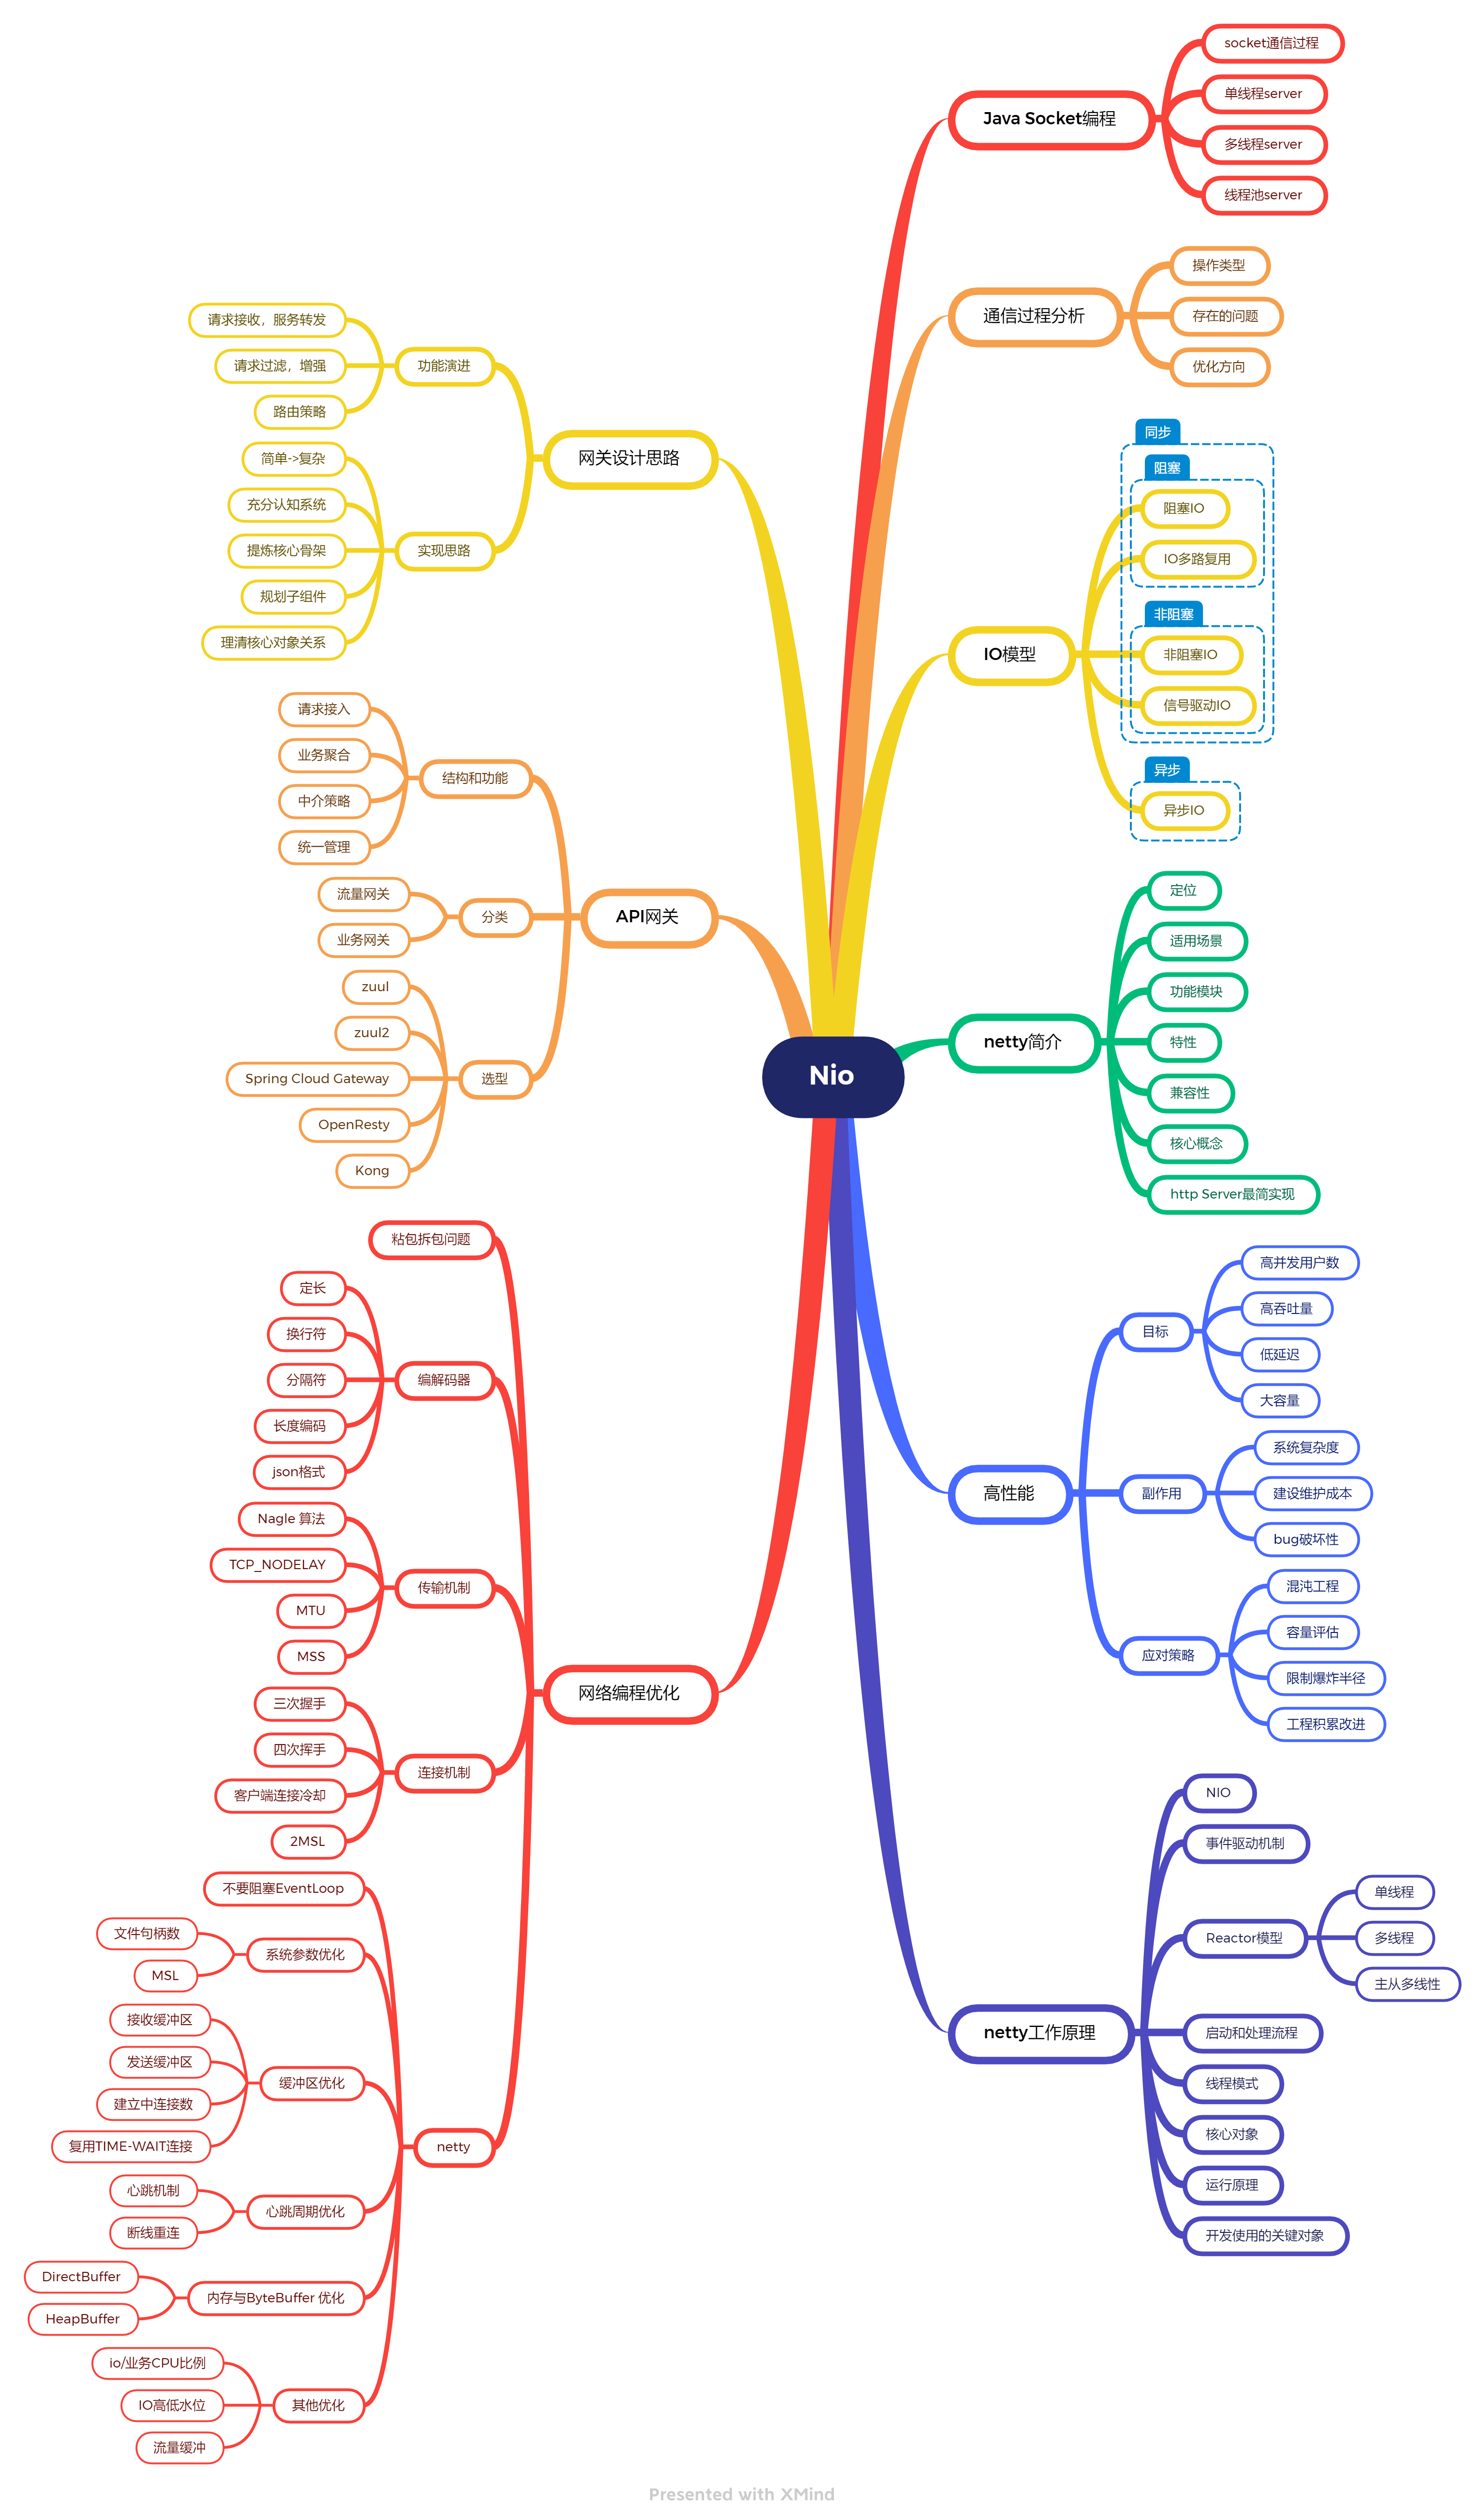 Nio
Java Socket编程
socket通信过程
单线程server
多线程server
线程池server
通信过程分析
操作类型
存在的问题
优化方向
IO模型
同步
阻塞
阻塞IO
IO多路复用
非阻塞
非阻塞IO
信号驱动IO
异步
异步IO
netty简介
定位
适用场景
功能模块
特性
兼容性
核心概念
http Server最简实现
高性能
目标
高并发用户数
高吞吐量
低延迟
大容量
副作用
系统复杂度
建设维护成本
bug破坏性
应对策略
混沌工程
容量评估
限制爆炸半径
工程积累改进
netty工作原理
NIO
事件驱动机制
Reactor模型
单线程
多线程
主从多线性
启动和处理流程
线程模式
核心对象
运行原理
开发使用的关键对象
网关设计思路
功能演进
请求接收，服务转发
请求过滤，增强
路由策略
实现思路
简单->复杂
充分认知系统
提炼核心骨架
规划子组件
理清核心对象关系
API网关
结构和功能
请求接入
业务聚合
中介策略
统一管理
分类
流量网关
业务网关
选型
zuul
zuul2
Spring Cloud Gateway
OpenResty
Kong
网络编程优化
粘包拆包问题
编解码器
定长
换行符
分隔符
长度编码
json格式
传输机制
Nagle 算法
TCP_NODELAY
MTU
MSS
连接机制
三次握手
四次挥手
客户端连接冷却
2MSL
netty
不要阻塞EventLoop
系统参数优化
文件句柄数
MSL
缓冲区优化
接收缓冲区
发送缓冲区
建立中连接数
复用TIME-WAIT连接
心跳周期优化
心跳机制
断线重连
内存与ByteBuffer 优化
DirectBuffer
HeapBuffer
其他优化
io/业务CPU比例
IO高低水位
流量缓冲
Presented with XMind